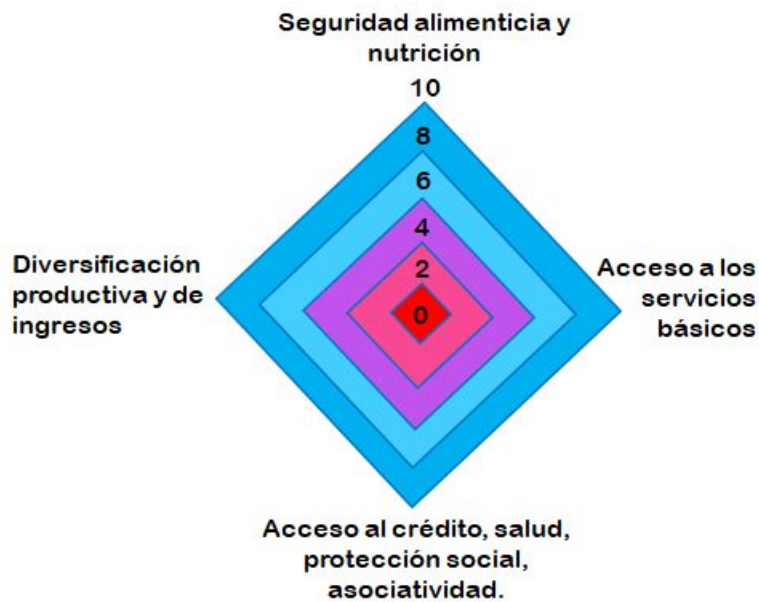 Seguridad alimenticia y
nutrición
10
8
6
4
2
0
Diversificación
productiva y de
ingresos
Acceso a los
servicios
básicos
Acceso al crédito, salud,
protección social,
asociatividad.